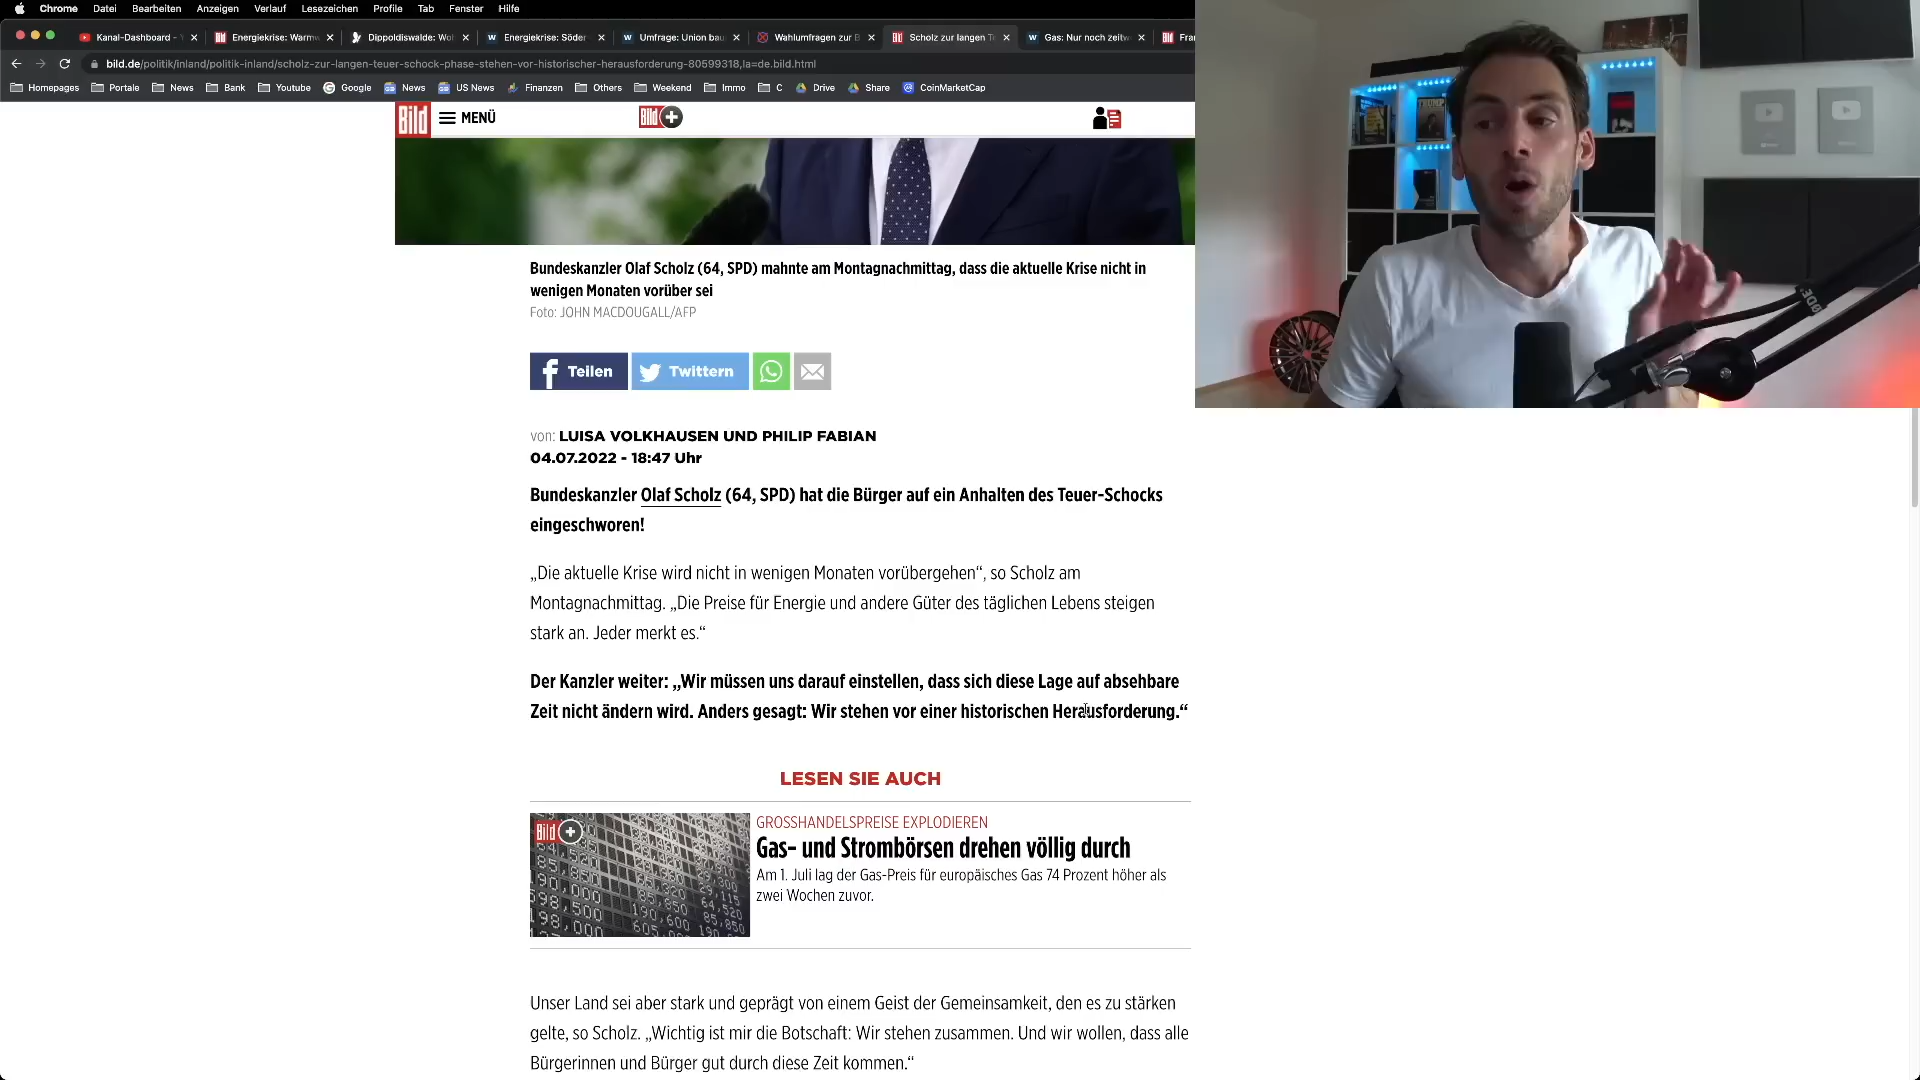 Chrome Datei Bearbeiten Anzeigen Verlauf Lesezeichen Profile Tab Fenster Hilfe
Kanal-Dashboard - Energiekrise: Warmw Dippoldiswalde: Wo Energiekrise: Söder Umfrage: Union bau Wahlumfragen zur B Scholz zur langen T Gas: Nur noch zeitw Fra
bild.de/politik/inland/politik-inland/scholz-zur-langen-teuer-schock-phase-stehen-vor-historischer-herausforderung-80599318,la=de.bild.html
Homepages Portale News Bank Youtube Google News US News Finanzen Others Weekend Immo C Drive Share CoinMarketCap
Bild MENÜ Bild+
TRUMP
Bundeskanzler Olaf Scholz (64, SPD) mahnte am Montagnachmittag, dass die aktuelle Krise nicht in
wenigen Monaten vorüber sei
Foto: JOHN MACDOUGALL/AFP
Teilen Twittern
von: LUISA VOLKHAUSEN UND PHILIP FABIAN
04.07.2022 - 18:47 Uhr
Bundeskanzler Olaf Scholz (64, SPD) hat die Bürger auf ein Anhalten des Teuer-Schocks
eingeschworen!
„Die aktuelle Krise wird nicht in wenigen Monaten vorübergehen“, so Scholz am
Montagnachmittag. „Die Preise für Energie und andere Güter des täglichen Lebens steigen
stark an. Jeder merkt es.“
Der Kanzler weiter: „Wir müssen uns darauf einstellen, dass sich diese Lage auf absehbare
Zeit nicht ändern wird. Anders gesagt: Wir stehen vor einer historischen Herausforderung.“
LESEN SIE AUCH
Bild+
GROSSHANDELSPREISE EXPLODIEREN
Gas- und Strombörsen drehen völlig durch
Am 1. Juli lag der Gas-Preis für europäisches Gas 74 Prozent höher als
zwei Wochen zuvor.
Unser Land sei aber stark und geprägt von einem Geist der Gemeinsamkeit, den es zu stärken
gelte, so Scholz. „Wichtig ist mir die Botschaft: Wir stehen zusammen. Und wir wollen, dass alle
Bürgerinnen und Bürger gut durch diese Zeit kommen.“